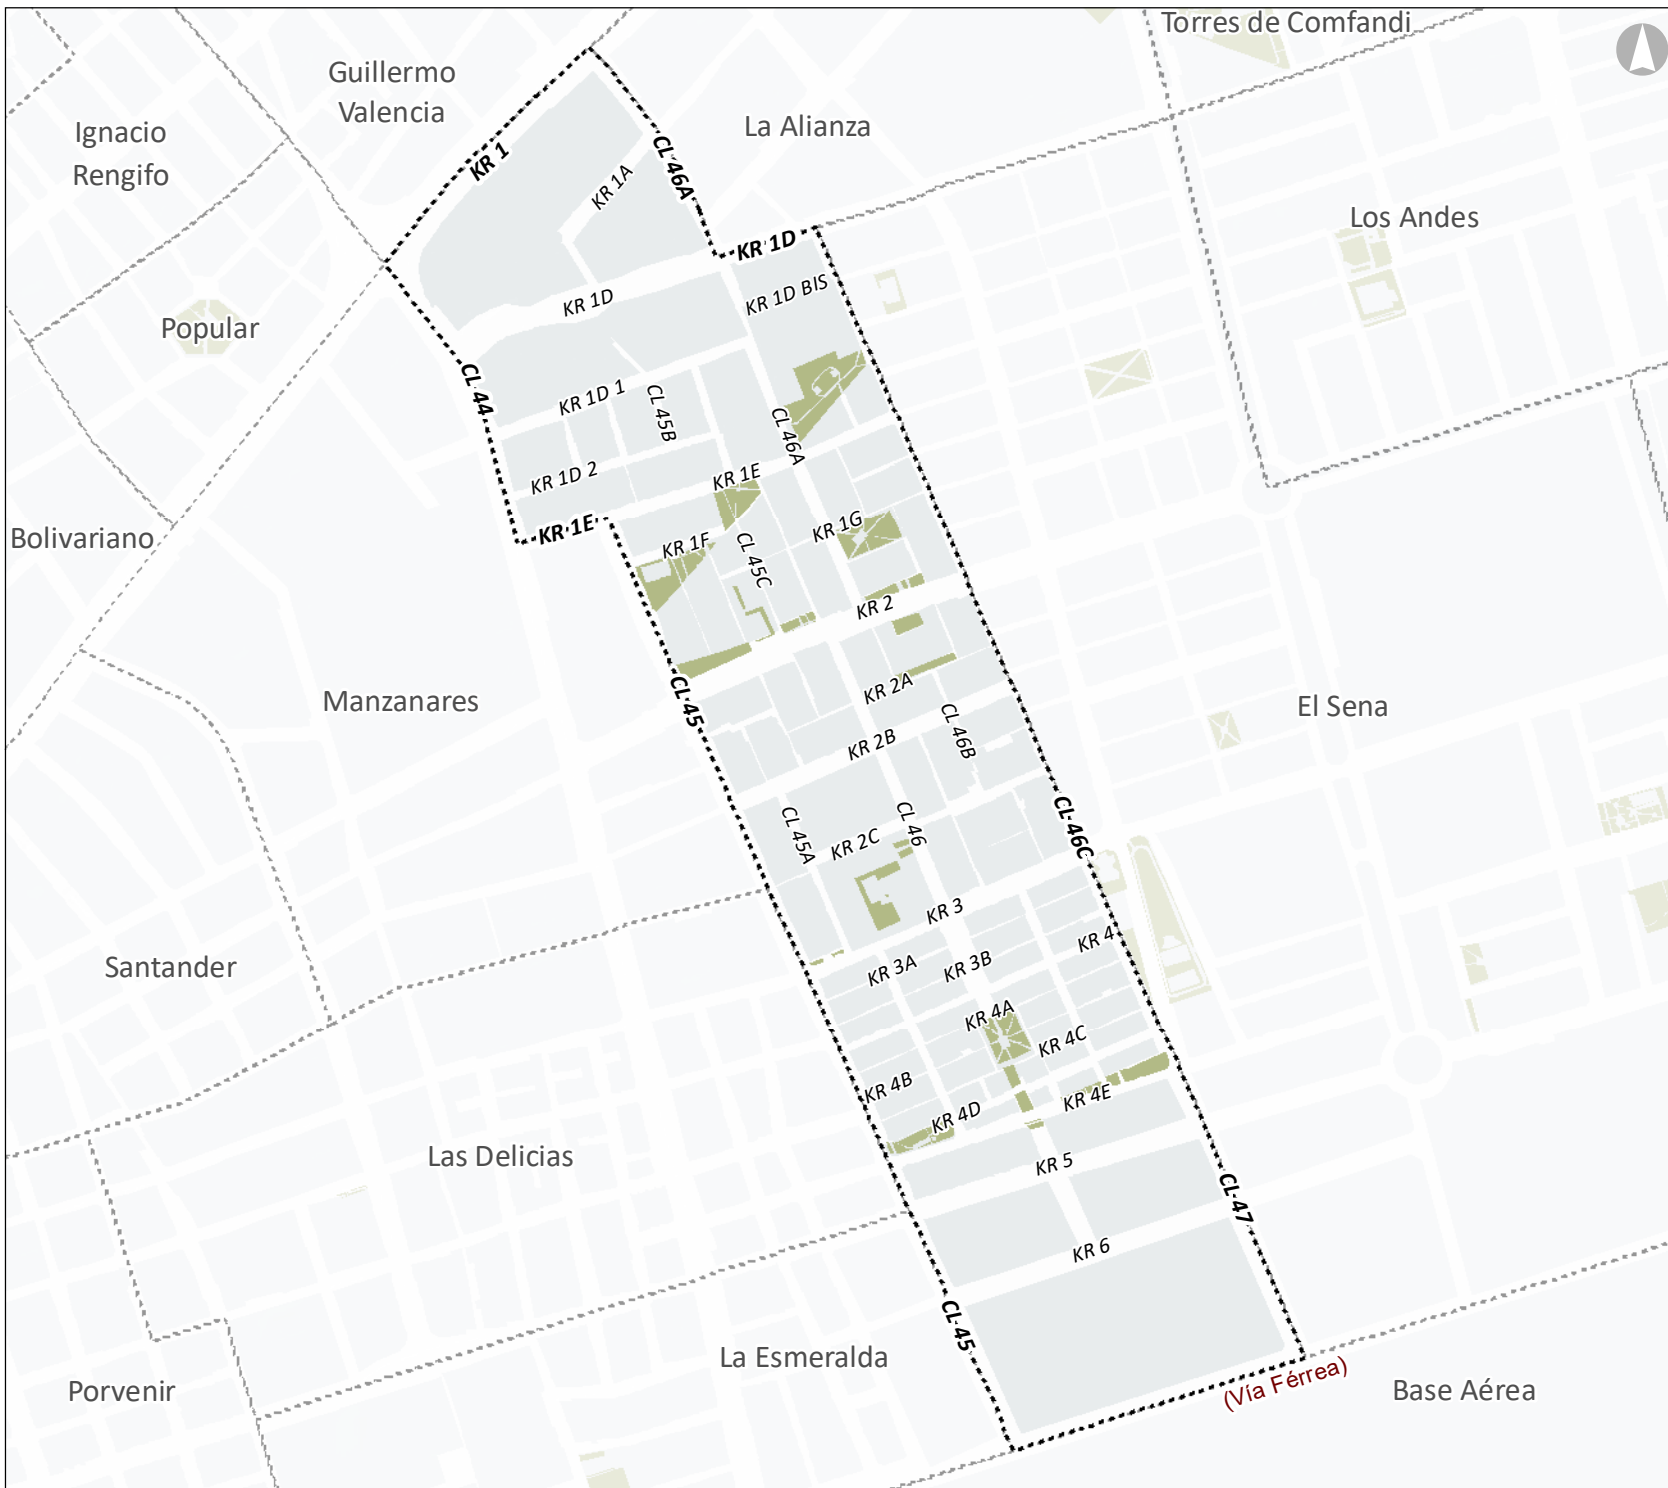 Torres de Comfandi
Guillermo
Valencia
La Alianza
Ignacio
Rengifo
KR 1
CL 46A
KR 1A
Los Andes
KR 1D
KR 1D BIS
KR 1D
Popular
CL 44
KR 1D 1
CL 45B
CL 46A
KR 1D 2
KR 1E
KR 1E
KR 1G
Bolivariano
KR 1F
CL 45C
KR 2
CL 45
KR 2A
Manzanares
El Sena
KR 2B
CL 46B
CL 45A
KR 2C
CL 46
CL 46C
KR 3
KR 4
Santander
KR 3A
KR 3B
KR 4A
KR 4C
KR 4B
KR 4D
KR 4E
Las Delicias
KR 5
CL 47
KR 6
CL 45
La Esmeralda
(Vía Férrea)
Porvenir
Base Aérea